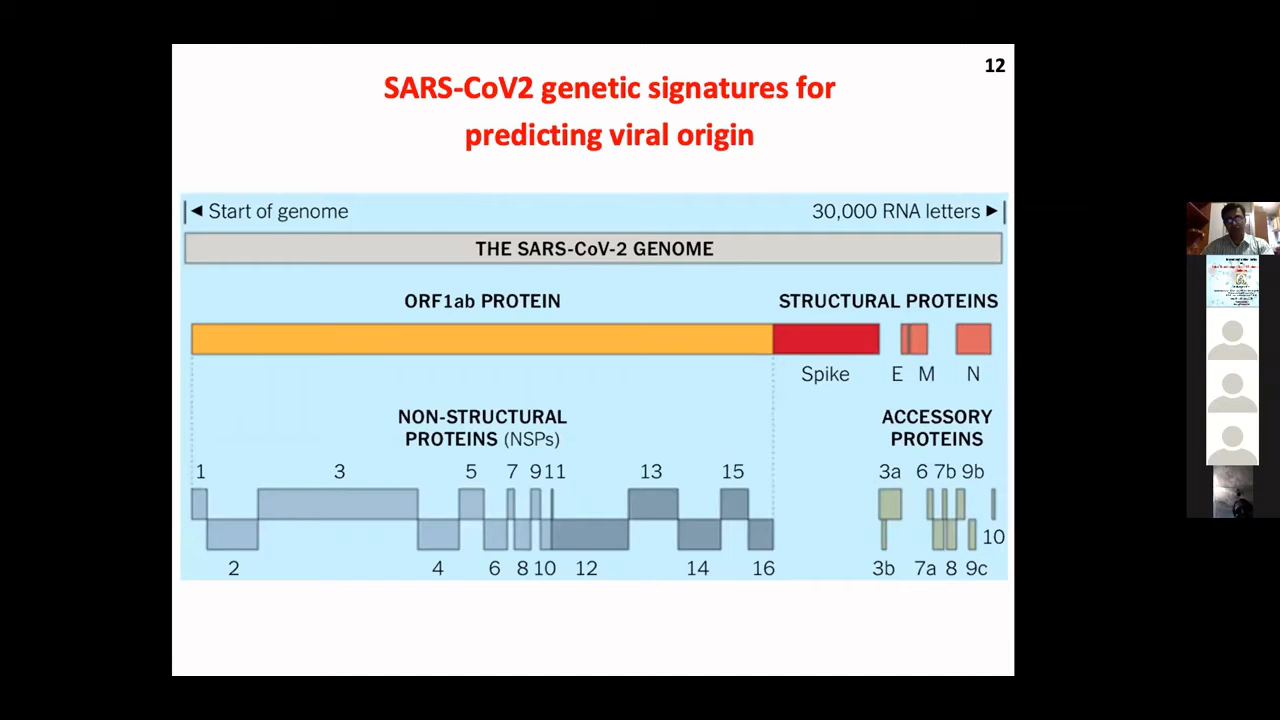 12
SARS-CoV2 genetic signatures for
predicting viral origin
Start of genome
30,000 RNA letters
THE SARS-CoV-2 GENOME
ORF1ab PROTEIN
STRUCTURAL PROTEINS
Spike
E
M
N
NON-STRUCTURAL
PROTEINS (NSPs)
ACCESSORY
PROTEINS
1
3
5
7
9
11
13
15
3a
6
7b
9b
2
4
6
8
10
12
14
16
10
3b
7a
8
9c